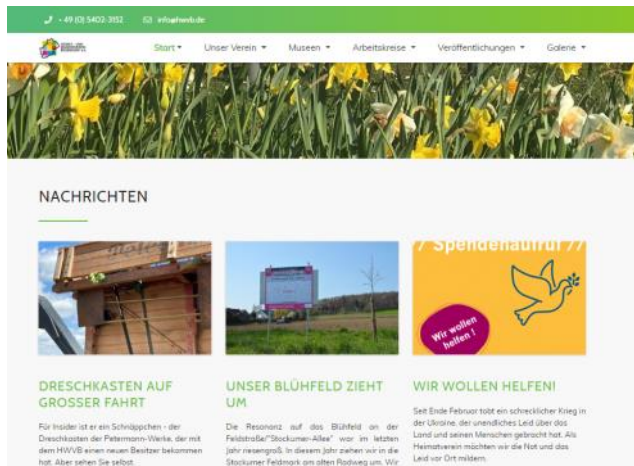 +49 (0) 5402-3152 info@hwvb.de
Start Unser Verein Museen Arbeitskreise Veröffentlichungen Galerie
NACHRICHTEN
// Spendenaufruf //
Wir wollen
helfen !
DRESCHKASTEN AUF
GROSSER FAHRT
Für Insider ist er ein Schnäppchen - der
Dreschkasten der Petermann-Werke, der mit
dem HWVB einen neuen Besitzer bekommen
hat. Aber sehen Sie selbst.
UNSER BLÜHFELD ZIEHT
UM
Die Resonanz auf das Blühfeld an der
Feldstraße/"Stockumer-Allee" war im letzten
Jahr riesengroß. In diesem Jahr ziehen wir in die
Stockumer Feldmark am alten Radweg um. Wir
WIR WOLLEN HELFEN!
Seit Ende Februar tobt ein schrecklicher Krieg in
der Ukraine, der unendliches Leid über das
Land und seinen Menschen gebracht hat. Als
Heimatverein möchten wir die Not und das
Leid vor Ort mildern.